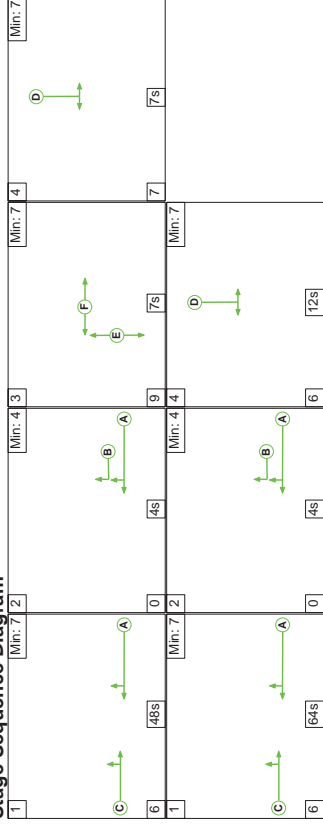 Stage Sequence Diagram
1 Min: 7
C A
6 48s
2 Min: 4
B
A
0 4s
3 Min: 7
F
E
9 7s
4 Min: 7
D
7 7s
1 Min: 7
C A
6 64s
2 Min: 4
B
A
0 4s
4 Min: 7
D
6 12s